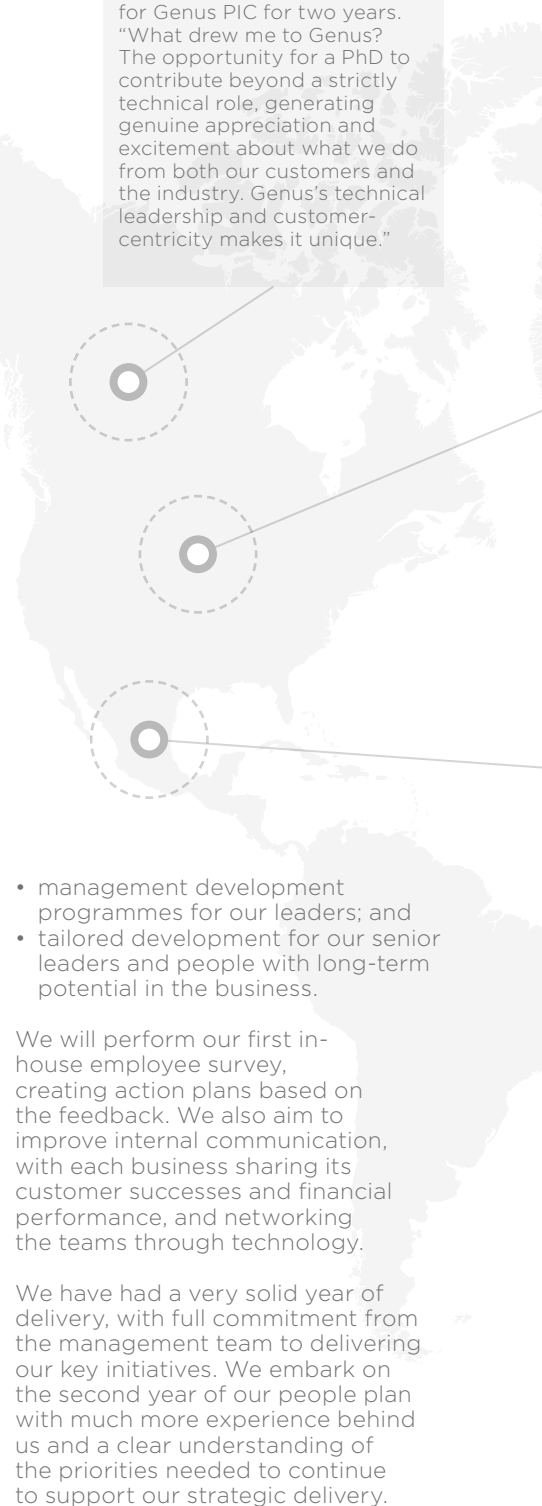 for Genus PIC for two years.
“What drew me to Genus?
The opportunity for a PhD to
contribute beyond a strictly
technical role, generating
genuine appreciation and
excitement about what we do
from both our customers and
the industry. Genus’s technical
leadership and customer-
centricity makes it unique.”
• management development
programmes for our leaders; and
• tailored development for our senior
leaders and people with long-term
potential in the business.
We will perform our first in-
house employee survey,
creating action plans based on
the feedback. We also aim to
improve internal communication,
with each business sharing its
customer successes and financial
performance, and networking
the teams through technology.
We have had a very solid year of
delivery, with full commitment from
the management team to delivering
our key initiatives. We embark on
the second year of our people plan
with much more experience behind
us and a clear understanding of
the priorities needed to continue
to support our strategic delivery.